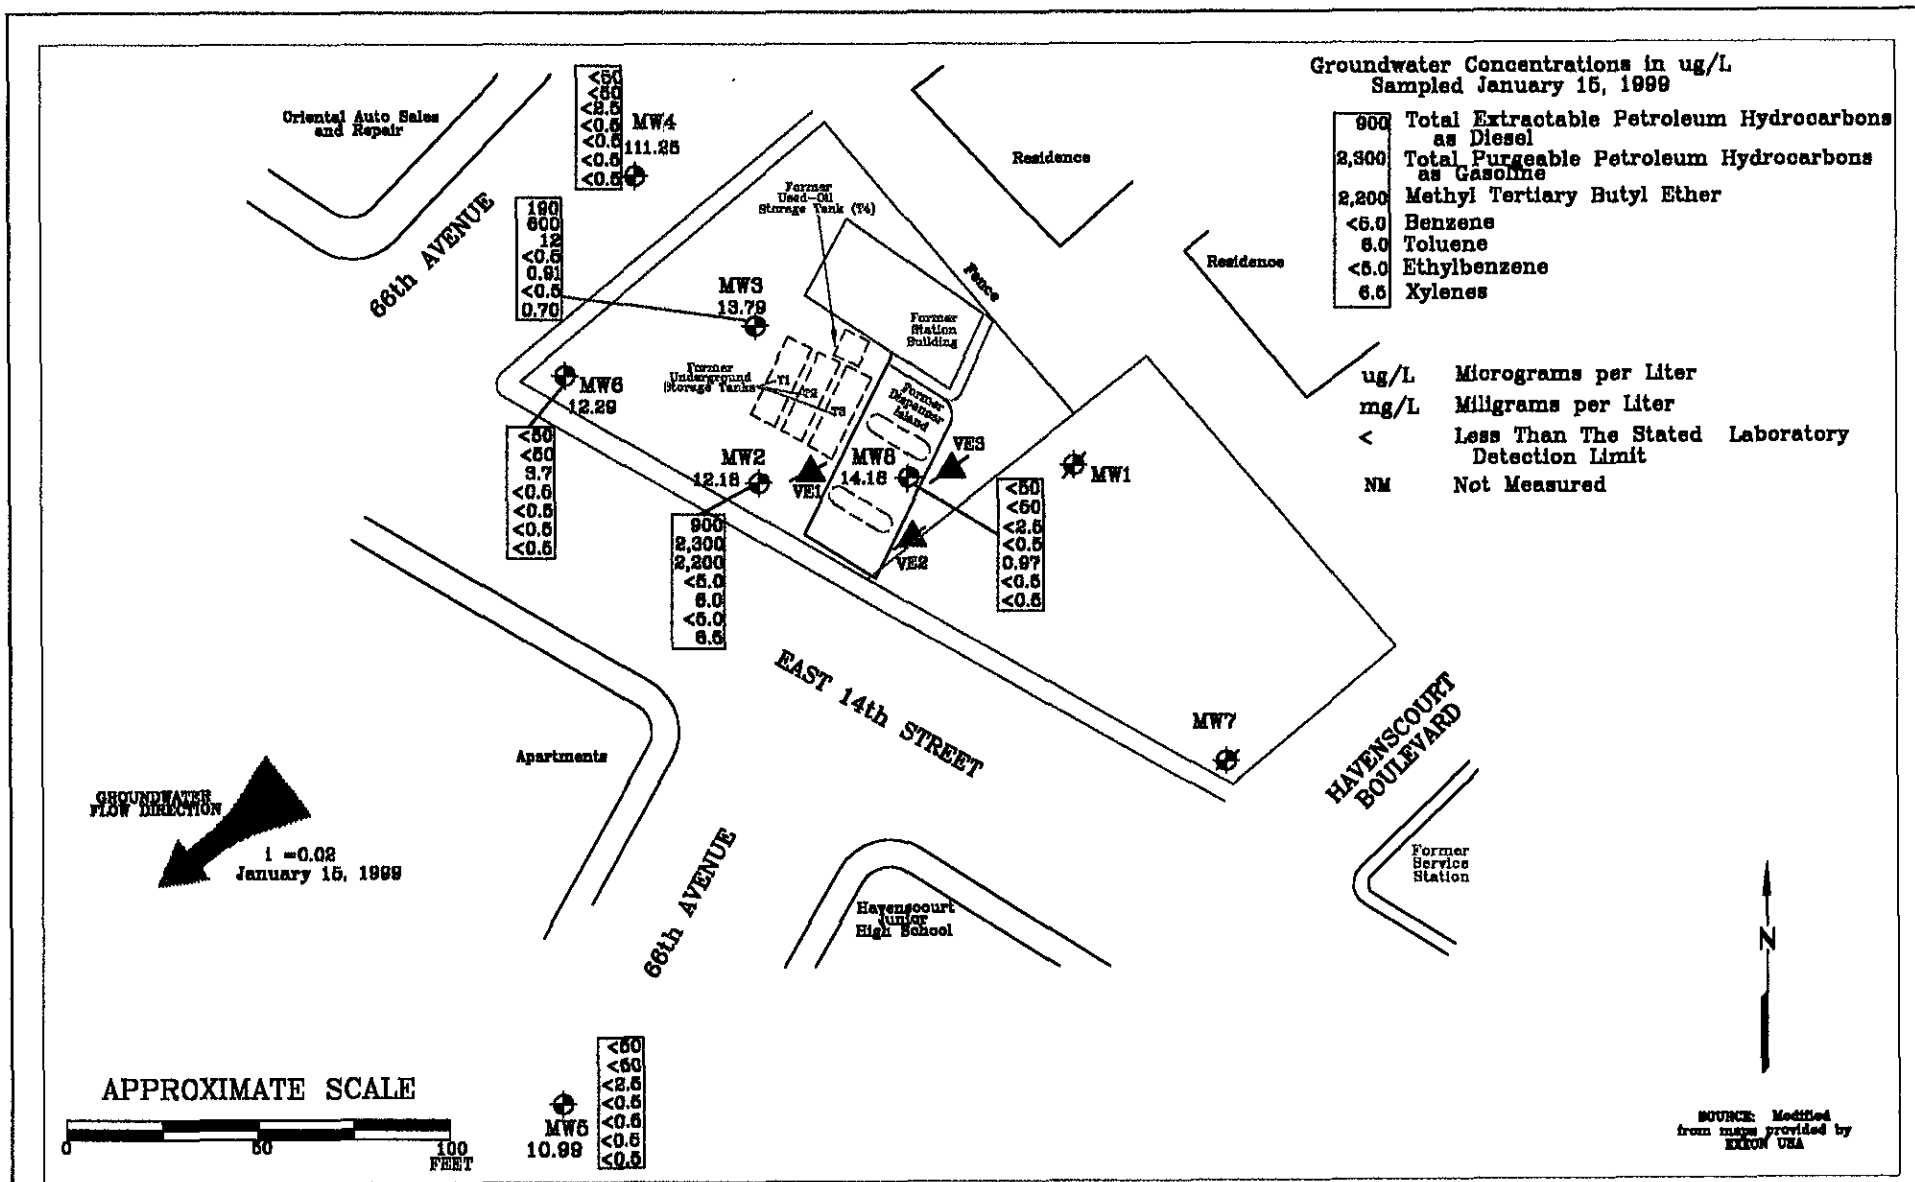 Groundwater Concentrations in ug/L
Sampled January 15, 1999
900 Total Extractable Petroleum Hydrocarbons
as Diesel
2,300 Total Purgeable Petroleum Hydrocarbons
as Gasoline
2,200 Methyl Tertiary Butyl Ether
<5.0 Benzene
6.0 Toluene
<5.0 Ethylbenzene
6.5 Xylenes
ug/L Micrograms per Liter
mg/L Miligrams per Liter
< Less Than The Stated Laboratory
Detection Limit
NM Not Measured
Oriental Auto Sales
and Repair
<50
<50
<2.5
<0.5
<0.5
<0.5
<0.5
MW4
111.25
66th AVENUE
190
600
12
<0.5
0.91
<0.5
0.70
MW3
13.79
Former
Used-Oil
Storage Tank (T4)
Residence
Residence
Fence
Former
Station
Building
Former
Underground
Storage Tanks
T1
T2
T3
Former
Dispenser
Island
MW6
12.29
<50
<50
3.7
<0.5
<0.5
<0.5
<0.5
MW2
12.18
VE1
MW8
14.18
VE3
VE2
MW1
900
2,300
2,200
<5.0
6.0
<5.0
6.5
<50
<50
<2.5
<0.5
0.97
<0.5
<0.5
EAST 14th STREET
MW7
HAVENSCOURT
BOULEVARD
Apartments
66th AVENUE
Havenscourt
Junior
High School
Former
Service
Station
GROUNDWATER
FLOW DIRECTION
i =0.02
January 15, 1999
N
APPROXIMATE SCALE
0 50 100
FEET
MW5
10.99
<50
<50
<2.5
<0.5
<0.5
<0.5
<0.5
SOURCE: Modified
from maps provided by
EXXON USA